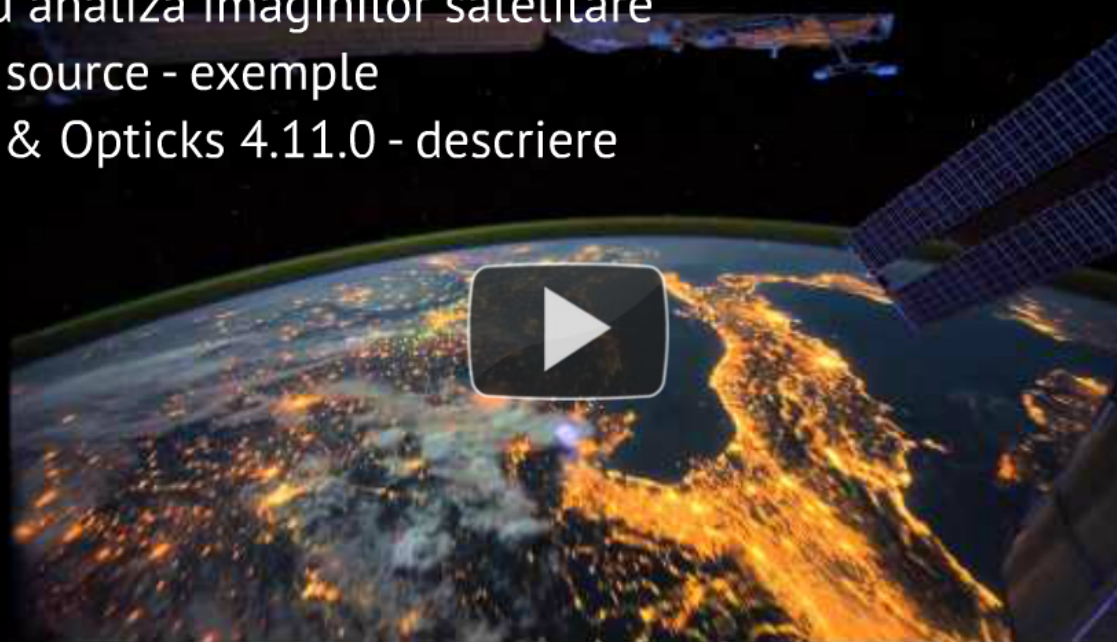 analiza imaginilor satelitare
source - exemple
& Opticks 4.11.0 - descriere